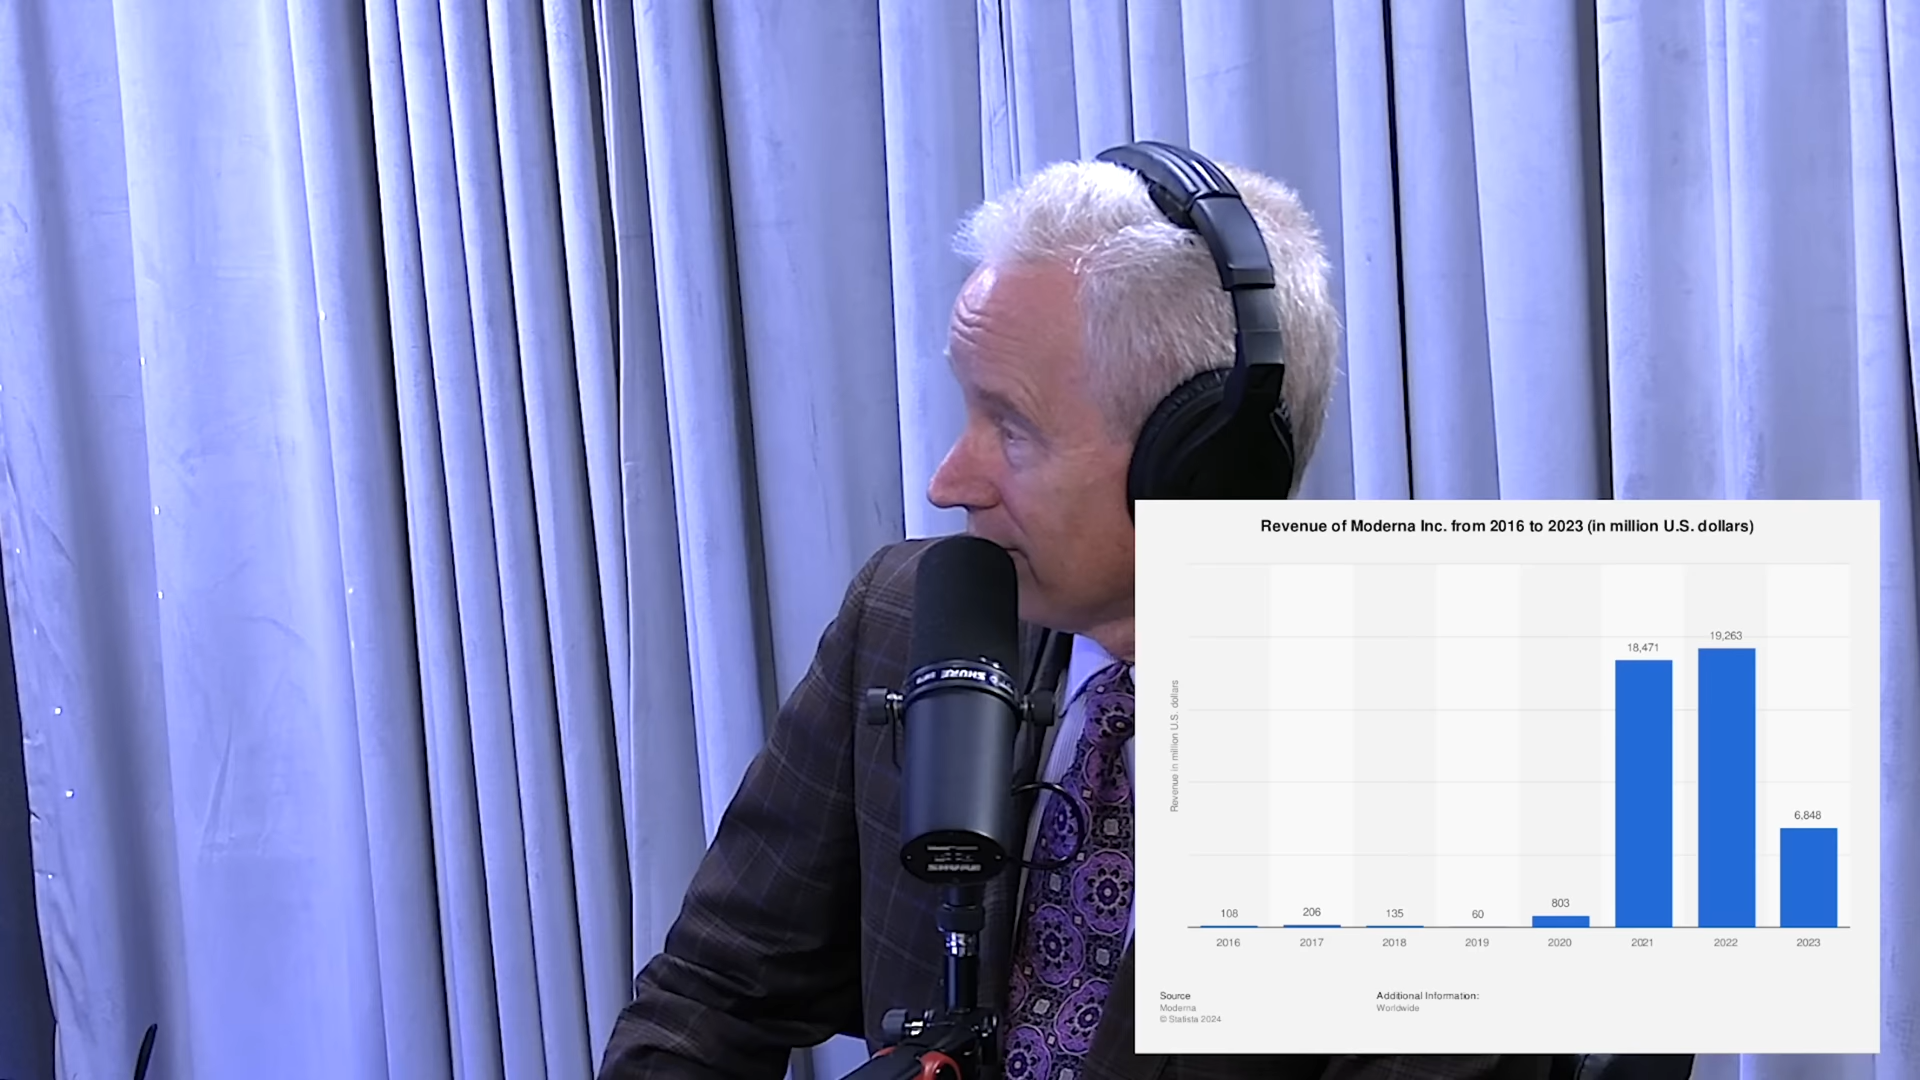 SHURE
SHURE
Revenue of Moderna Inc. from 2016 to 2023 (in million U.S. dollars)
Revenue in million U.S. dollars
108
206
135
60
803
18,471
19,263
6,848
2016
2017
2018
2019
2020
2021
2022
2023
Source
Moderna
© Statista 2024
Additional Information:
Worldwide